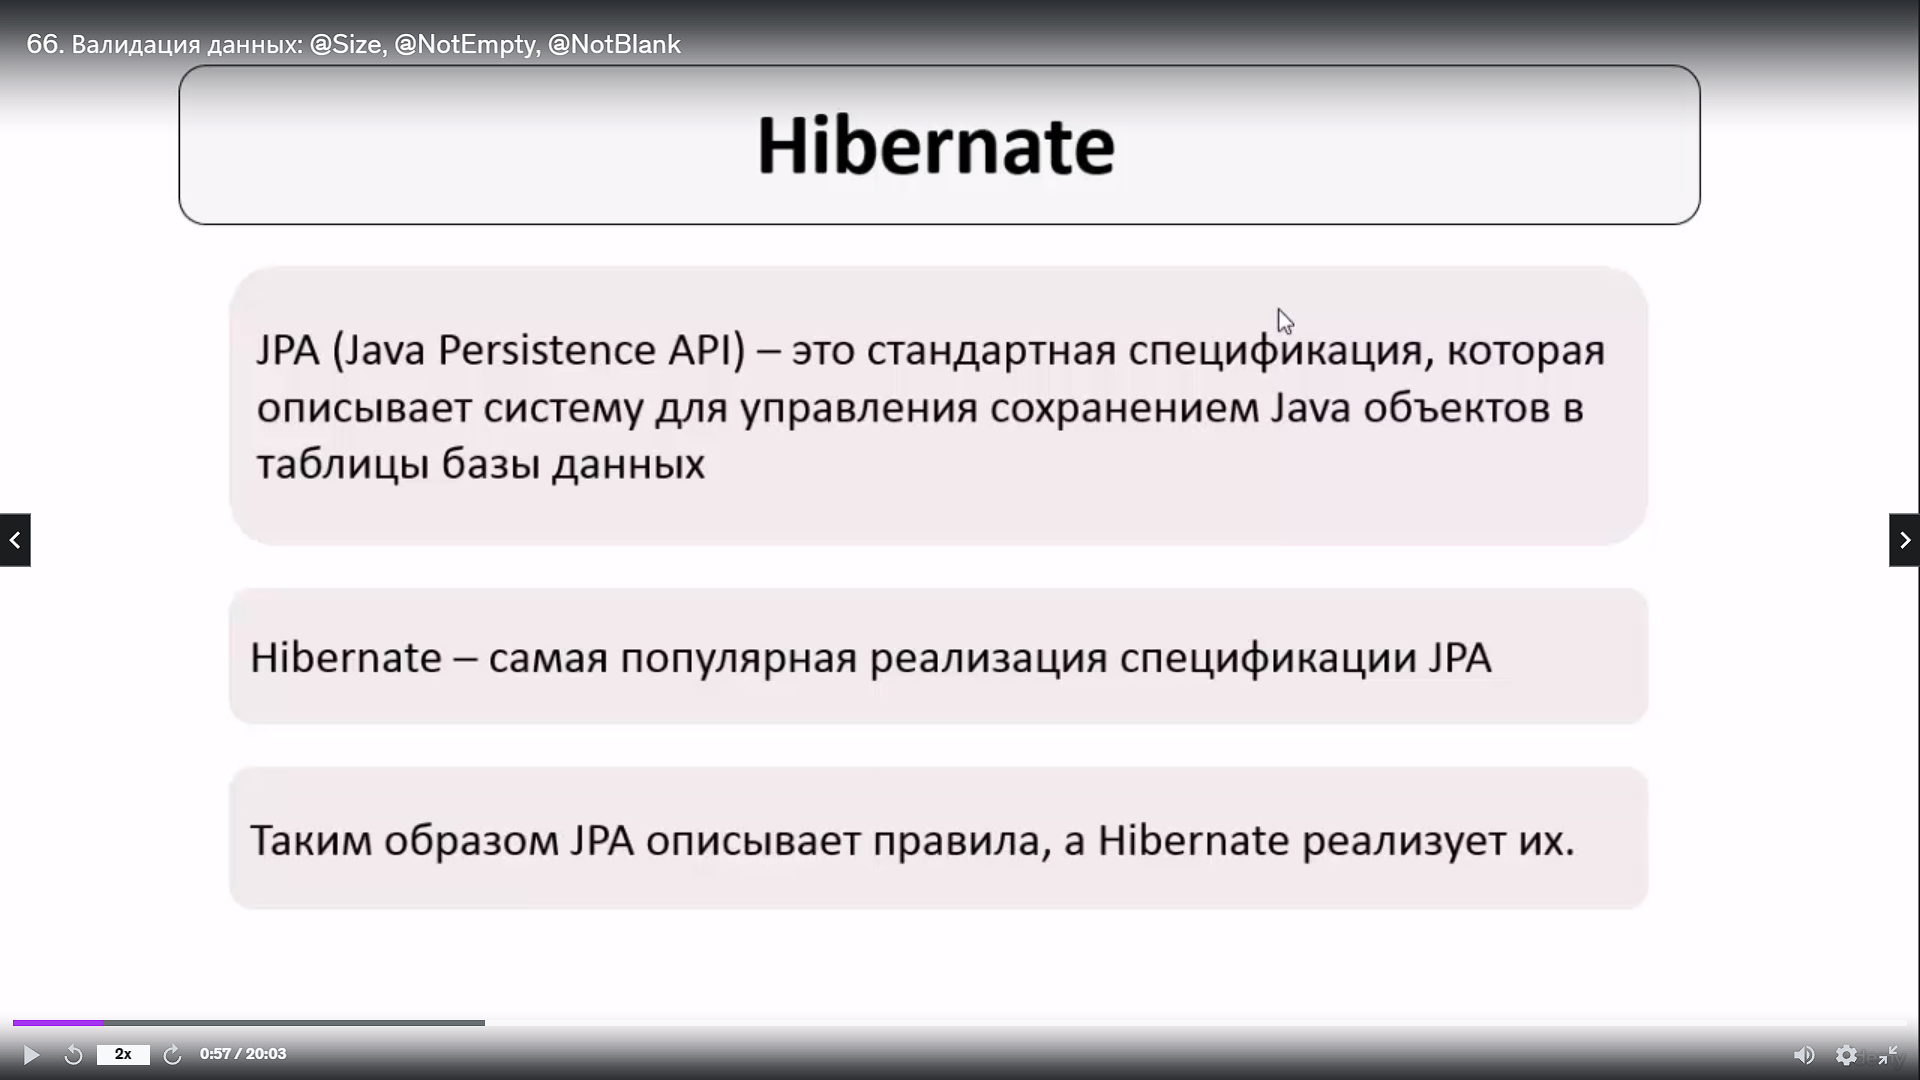 66. Валидация данных: @Size, @NotEmpty, @NotBlank
Hibernate
JPA (Java Persistence API) – это стандартная спецификация, которая
описывает систему для управления сохранением Java объектов в
таблицы базы данных
Hibernate – самая популярная реализация спецификации JPA
Таким образом JPA описывает правила, а Hibernate реализует их.
2x
0:57 / 20:03